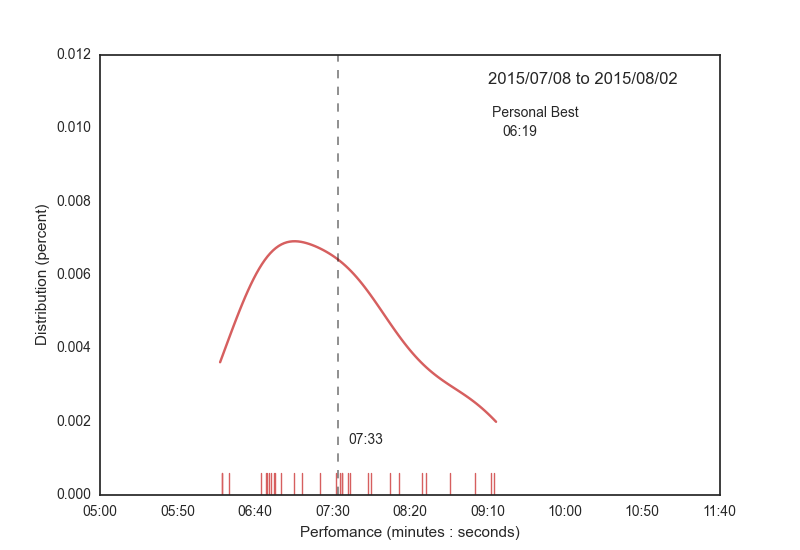 0.012
2015/07/08 to 2015/08/02
Personal Best
06:19
0.010
0.008
0.006
0.004
0.002
0.000
Distribution (percent)
07:33
05:00 05:50 06:40 07:30 08:20 09:10 10:00 10:50 11:40
Perfomance (minutes : seconds)